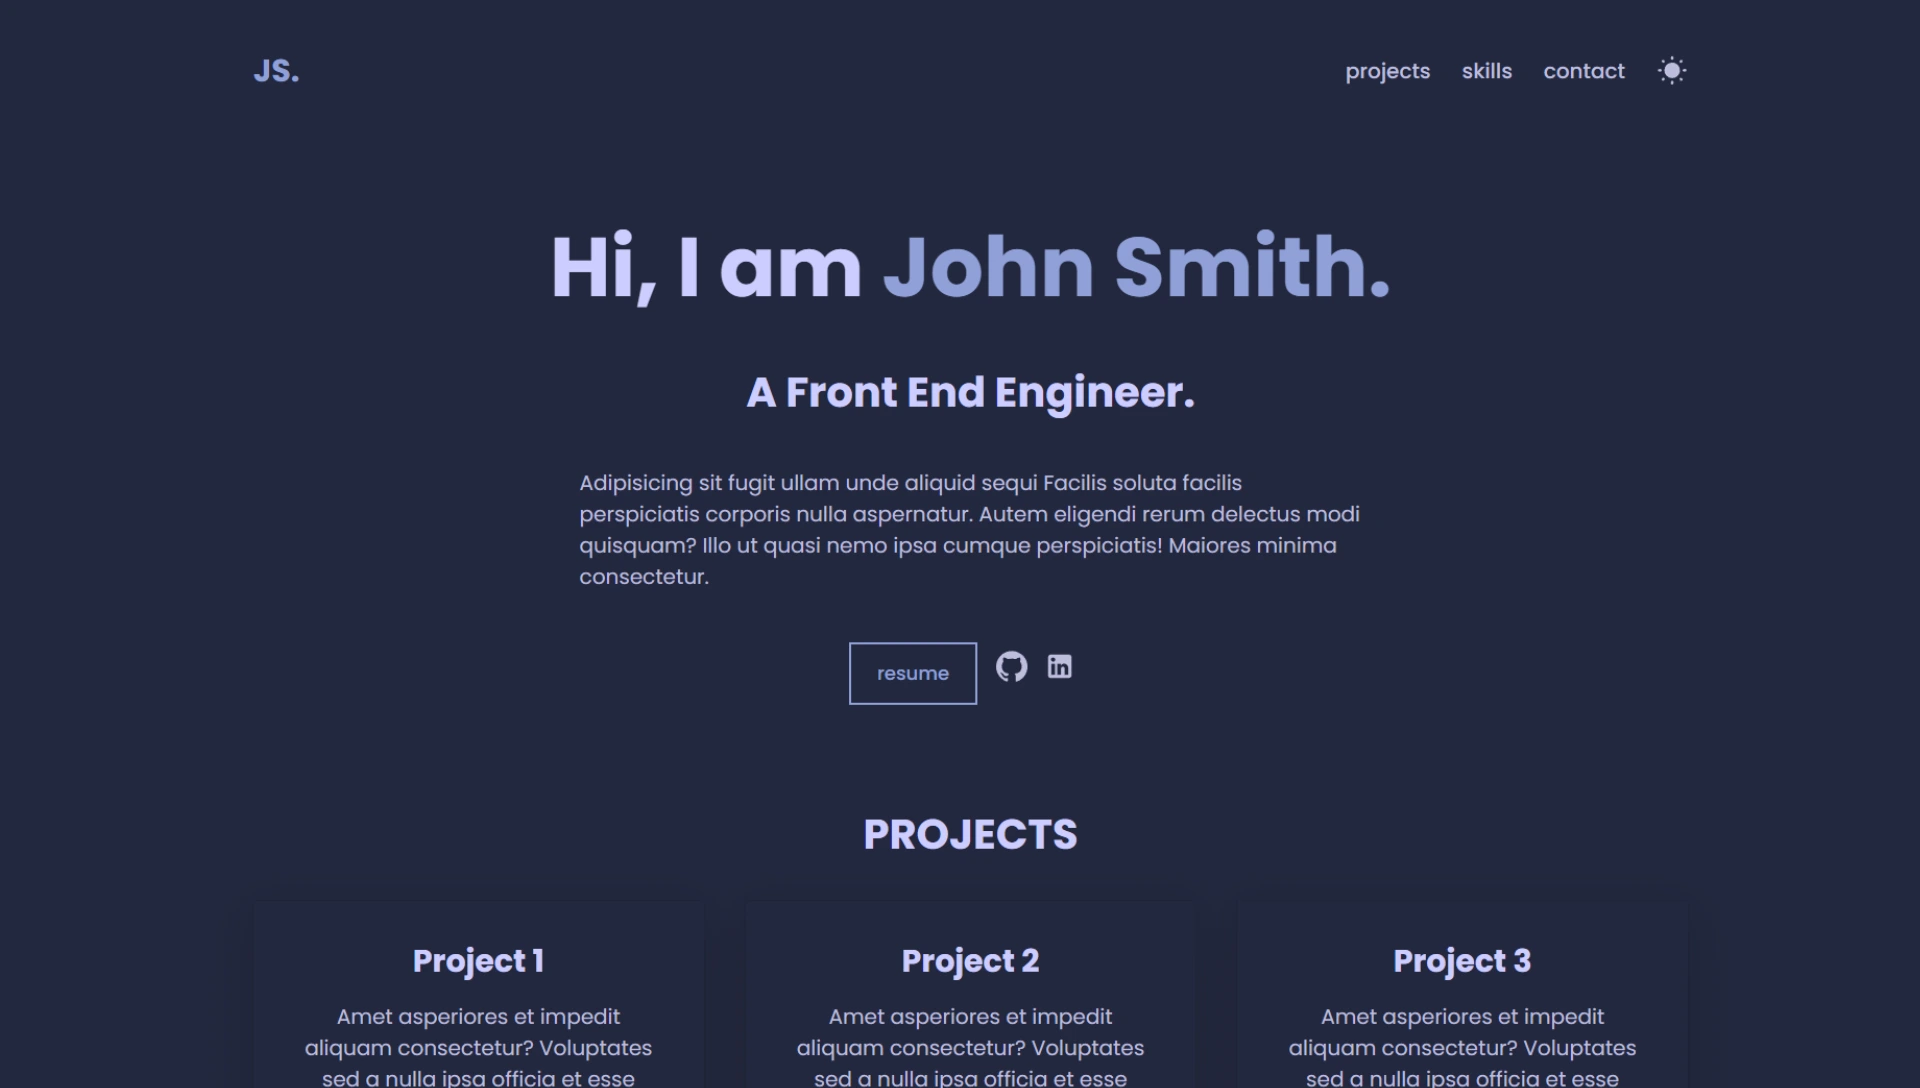 JS.
projects skills contact
Hi, I am John Smith.
A Front End Engineer.
Adipisicing sit fugit ullam unde aliquid sequi Facilis soluta facilis
perspiciatis corporis nulla aspernatur. Autem eligendi rerum delectus modi
quisquam? Illo ut quasi nemo ipsa cumque perspiciatis! Maiores minima
consectetur.
resume
in
PROJECTS
Project 1
Amet asperiores et impedit
aliquam consectetur? Voluptates
sed a nulla ipsa officia et esse
Project 2
Amet asperiores et impedit
aliquam consectetur? Voluptates
sed a nulla ipsa officia et esse
Project 3
Amet asperiores et impedit
aliquam consectetur? Voluptates
sed a nulla ipsa officia et esse